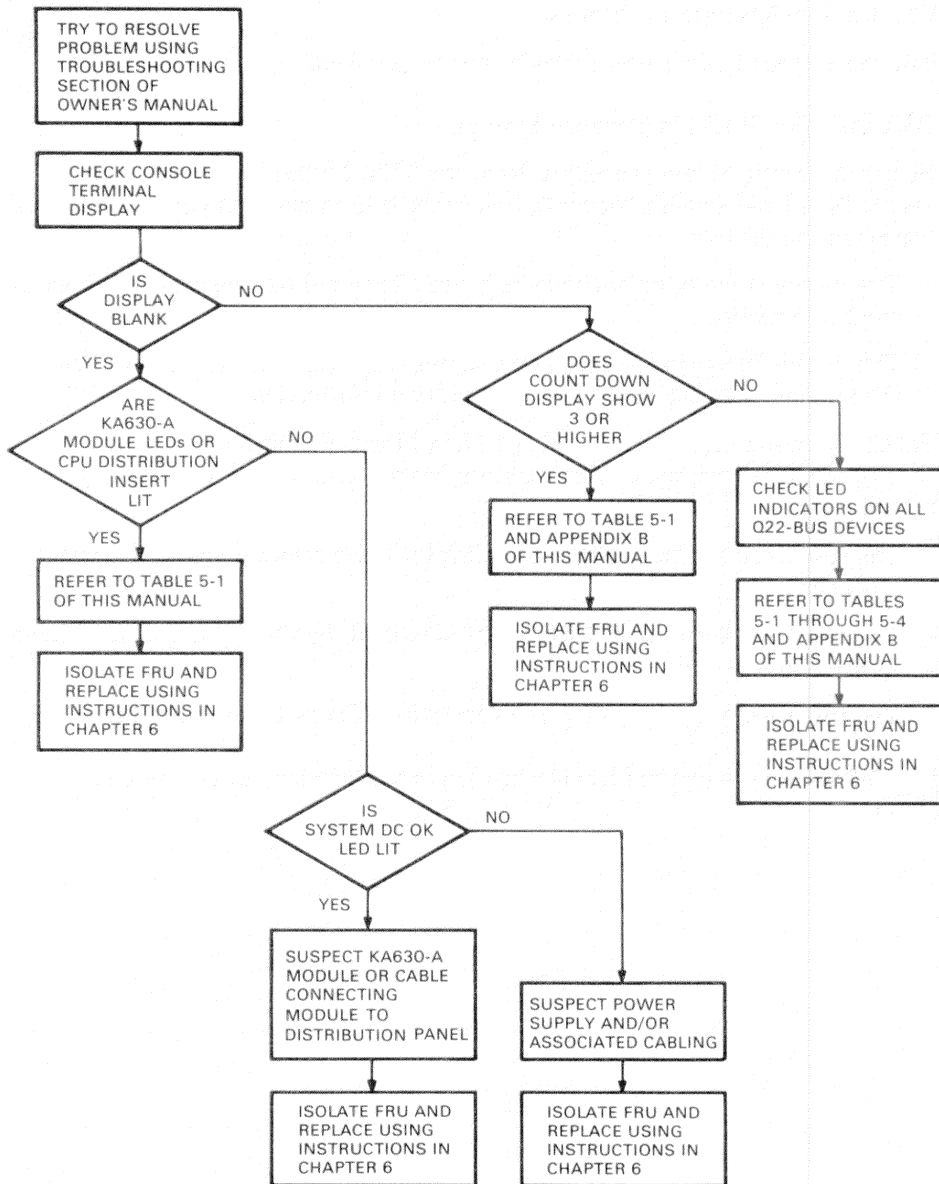 TRY TO RESOLVE
PROBLEM USING
TROUBLESHOOTING
SECTION OF
OWNER'S MANUAL
CHECK CONSOLE
TERMINAL
DISPLAY
IS
DISPLAY
BLANK
NO
YES
DOES
COUNT DOWN
DISPLAY SHOW
3 OR
HIGHER
NO
YES
ARE
KA630-A
MODULE LEDs OR
CPU DISTRIBUTION
INSERT
LIT
NO
YES
REFER TO TABLE 5-1
OF THIS MANUAL
ISOLATE FRU AND
REPLACE USING
INSTRUCTIONS IN
CHAPTER 6
REFER TO TABLE 5-1
AND APPENDIX B
OF THIS MANUAL
ISOLATE FRU AND
REPLACE USING
INSTRUCTIONS IN
CHAPTER 6
CHECK LED
INDICATORS ON ALL
Q22-BUS DEVICES
REFER TO TABLES
5-1 THROUGH 5-4
AND APPENDIX B
OF THIS MANUAL
ISOLATE FRU AND
REPLACE USING
INSTRUCTIONS IN
CHAPTER 6
IS
SYSTEM DC OK
LED LIT
NO
YES
SUSPECT KA630-A
MODULE OR CABLE
CONNECTING
MODULE TO
DISTRIBUTION PANEL
ISOLATE FRU AND
REPLACE USING
INSTRUCTIONS IN
CHAPTER 6
SUSPECT POWER
SUPPLY AND/OR
ASSOCIATED CABLING
ISOLATE FRU AND
REPLACE USING
INSTRUCTIONS IN
CHAPTER 6